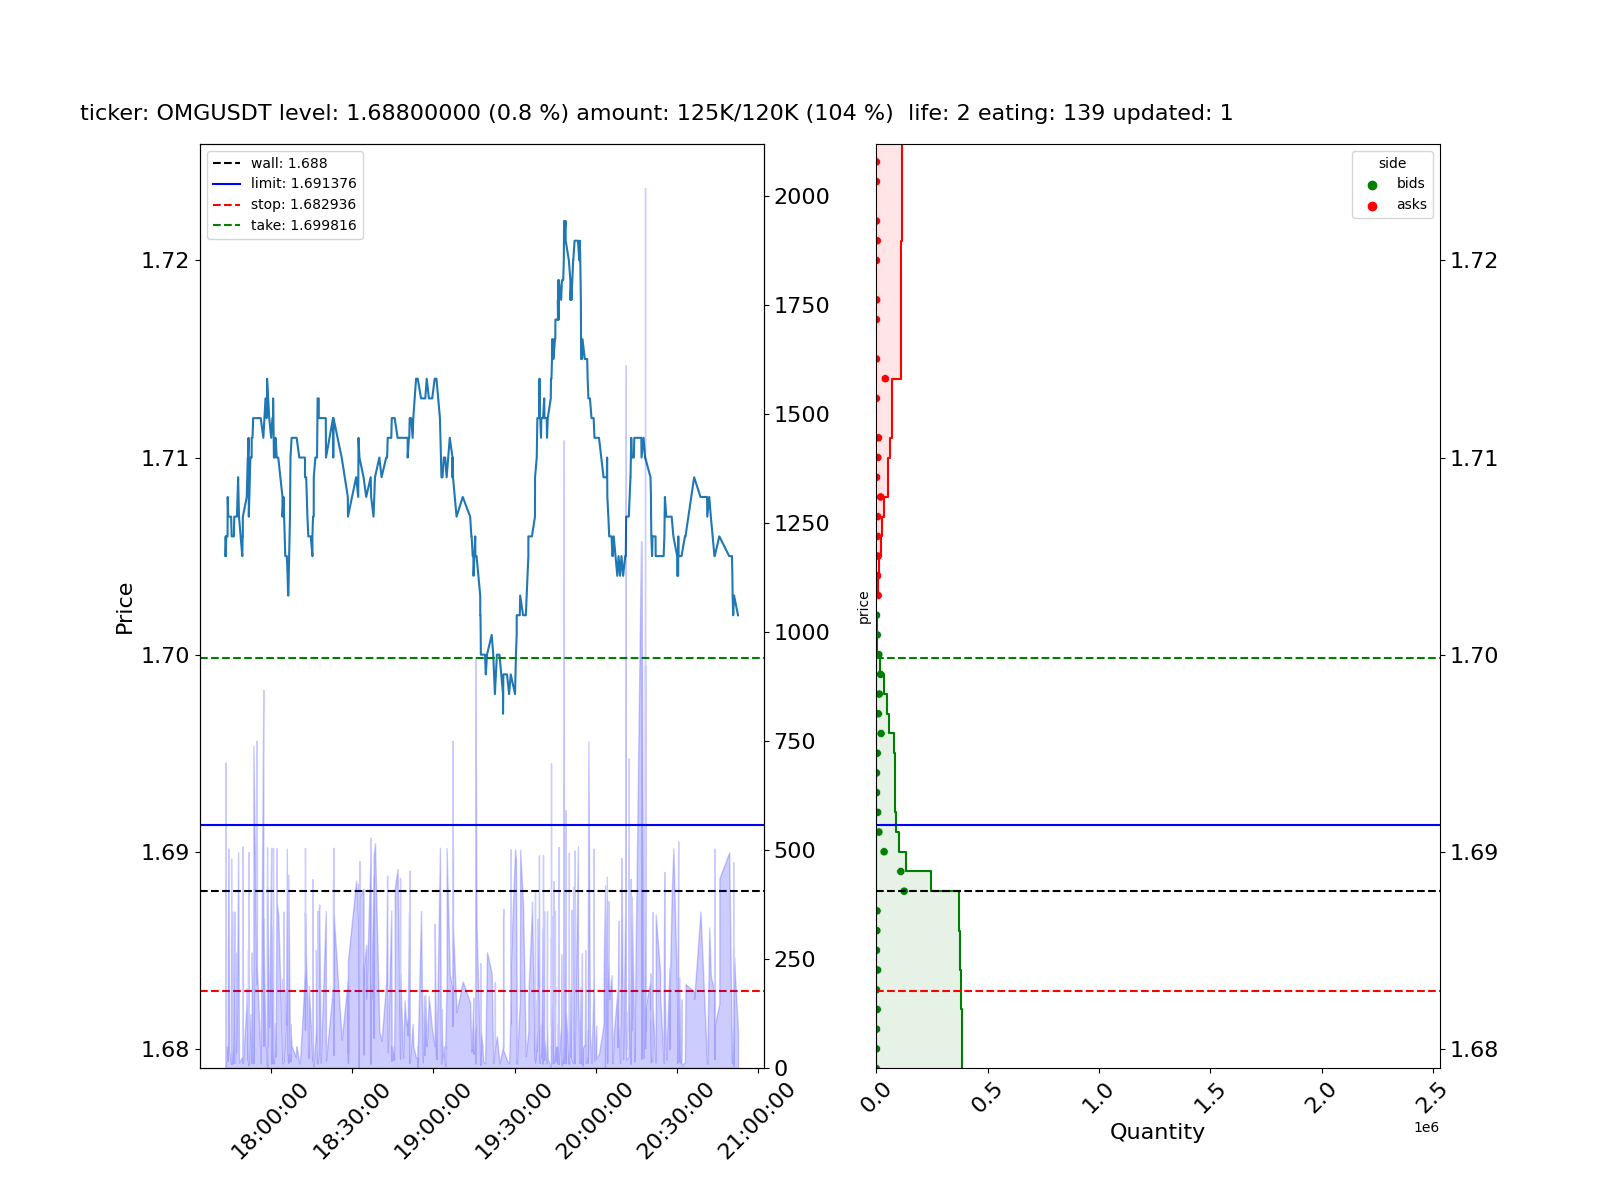 ticker: OMGUSDT level: 1.68800000 (0.8 %) amount: 125K/120K (104 %)  life: 2 eating: 139 updated: 1
wall: 1.688
limit: 1.691376
stop: 1.682936
take: 1.699816
1.72
1.71
1.70
1.69
1.68
Price
2000
1750
1500
1250
1000
750
500
250
0
18:00:00
18:30:00
19:00:00
19:30:00
20:00:00
20:30:00
21:00:00
side
bids
asks
price
1.72
1.71
1.70
1.69
1.68
0.0
0.5
1.0
1.5
2.0
2.5
1e6
Quantity